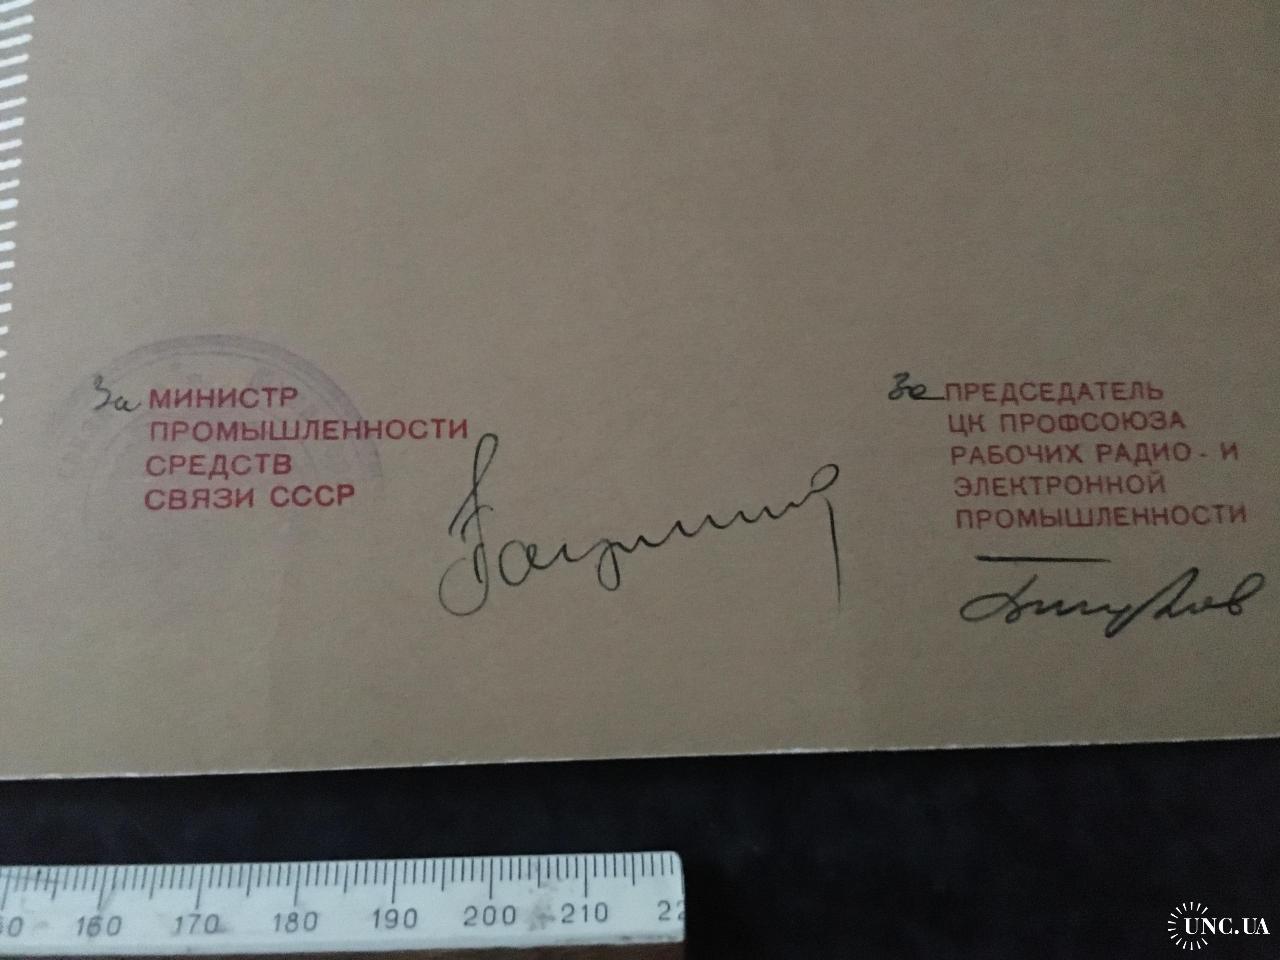 За МИНИСТР
ПРОМЫШЛЕННОСТИ
СРЕДСТВ
СВЯЗИ СССР
За ПРЕДСЕДАТЕЛЬ
ЦК ПРОФСОЮЗА
РАБОЧИХ РАДИО - И
ЭЛЕКТРОННОЙ
ПРОМЫШЛЕННОСТИ
160 170 180 190 200 210
UNC.UA